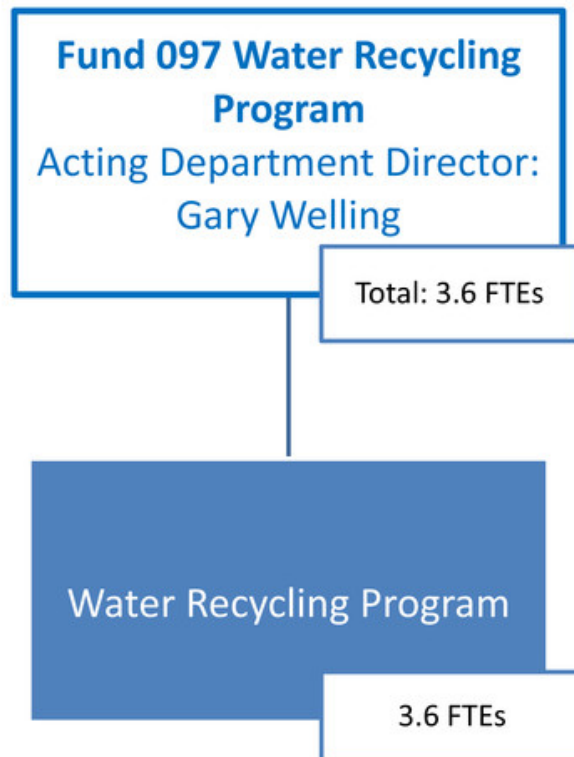 Fund 097 Water Recycling
Program
Acting Department Director:
Gary Welling
Total: 3.6 FTEs
Water Recycling Program
3.6 FTEs